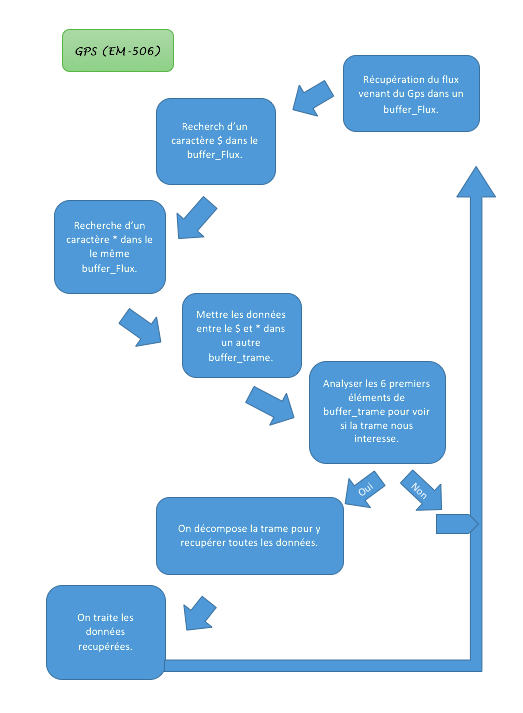 GPS (EM-506)
Récupération du flux
venant du Gps dans un
buffer_Flux.
Recherch d'un
caractère $ dans le
buffer_Flux.
Recherche d'un
caractère * dans le
le même
buffer_Flux.
Mettre les données
entre le $ et * dans
un autre
buffer_trame.
Analyser les 6 premiers
éléments de
buffer_trame pour voir
si la trame nous
interesse.
Oui
Non
On décompose la trame pour y
recupérer toutes les données.
On traite les
données
recupérées.